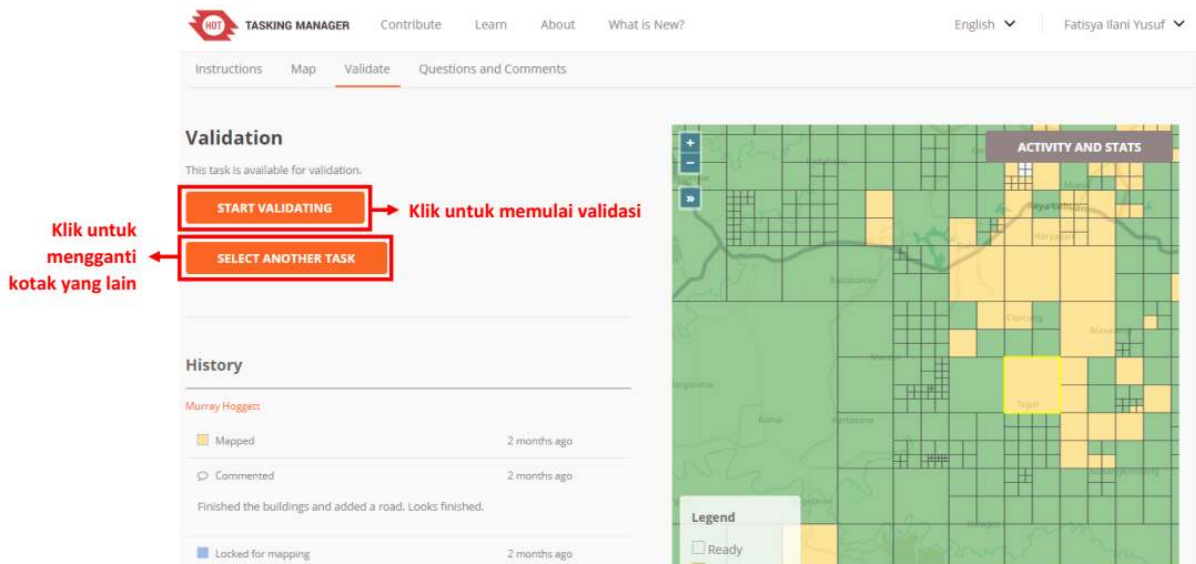 HOT TASKING MANAGER Contribute Learn About What is New? English Fatisya Ilani Yusuf
Instructions Map Validate Questions and Comments
Validation
This task is available for validation.
START VALIDATING
Klik untuk memulai validasi
SELECT ANOTHER TASK
Klik untuk
mengganti
kotak yang lain
History
Murray Hoggett
Mapped 2 months ago
Commented 2 months ago
Finished the buildings and added a road. Looks finished.
Locked for mapping 2 months ago
+
-
»
ACTIVITY AND STATS
Tegal
Legend
Ready